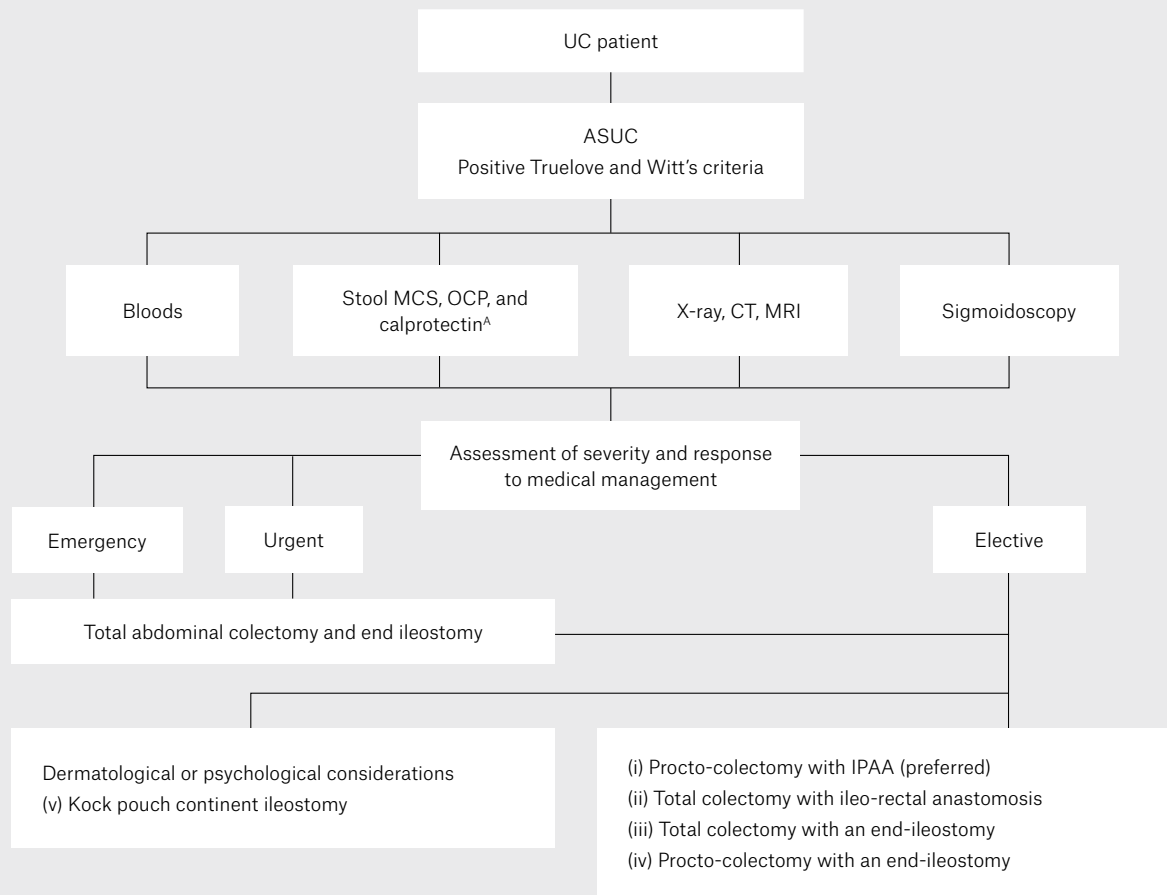 UC patient
ASUC
Positive Truelove and Witt's criteria
Bloods
Stool MCS, OCP, and
calprotectinᴬ
X-ray, CT, MRI
Sigmoidoscopy
Assessment of severity and response
to medical management
Emergency
Urgent
Elective
Total abdominal colectomy and end ileostomy
Dermatological or psychological considerations
(v) Kock pouch continent ileostomy
(i) Procto-colectomy with IPAA (preferred)
(ii) Total colectomy with ileo-rectal anastomosis
(iii) Total colectomy with an end-ileostomy
(iv) Procto-colectomy with an end-ileostomy